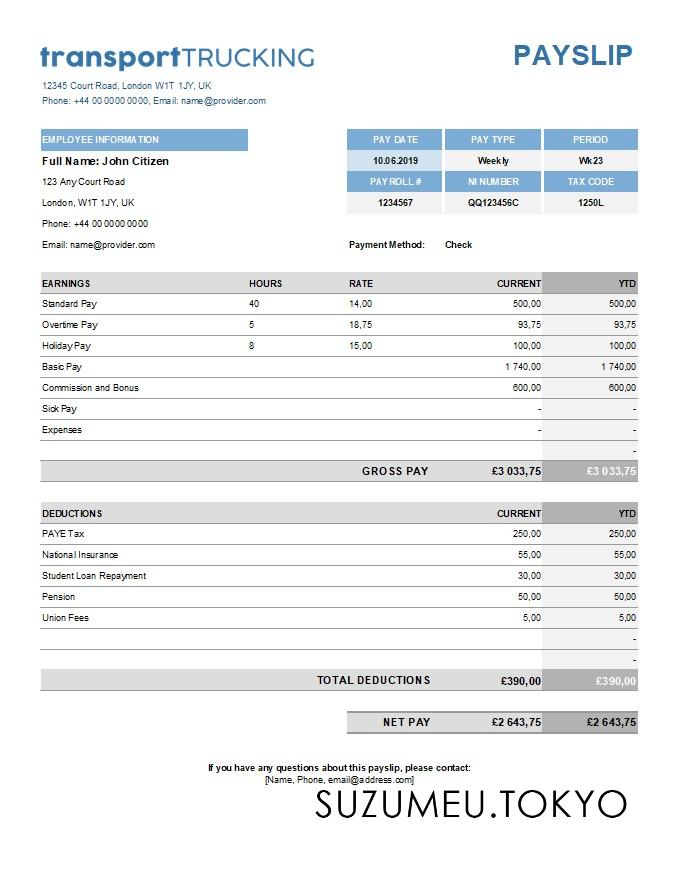 transportTRUCKING
PAYSLIP
12345 Court Road, London W1T 1JY, UK
Phone: +44 00 0000 0000, Email: name@provider.com
EMPLOYEE INFORMATION
PAY DATE PAY TYPE PERIOD
Full Name: John Citizen
10.06.2019 Weekly Wk 23
123 Any Court Road
PAYROLL # NI NUMBER TAX CODE
London, W1T 1JY, UK
1234567 QQ123456C 1250L
Phone: +44 00 0000 0000
Email: name@provider.com
Payment Method: Check
EARNINGS HOURS RATE CURRENT YTD
Standard Pay 40 14,00 500,00 500,00
Overtime Pay 5 18,75 93,75 93,75
Holiday Pay 8 15,00 100,00 100,00
Basic Pay 1 740,00 1 740,00
Commission and Bonus 600,00 600,00
Sick Pay - -
Expenses - -
-
GROSS PAY £3 033,75 £3 033,75
DEDUCTIONS CURRENT YTD
PAYE Tax 250,00 250,00
National Insurance 55,00 55,00
Student Loan Repayment 30,00 30,00
Pension 50,00 50,00
Union Fees 5,00 5,00
-
-
TOTAL DEDUCTIONS £390,00 £390,00
NET PAY £2 643,75 £2 643,75
If you have any questions about this payslip, please contact:
[Name, Phone, email@address.com]
SUZUMEU.TOKYO